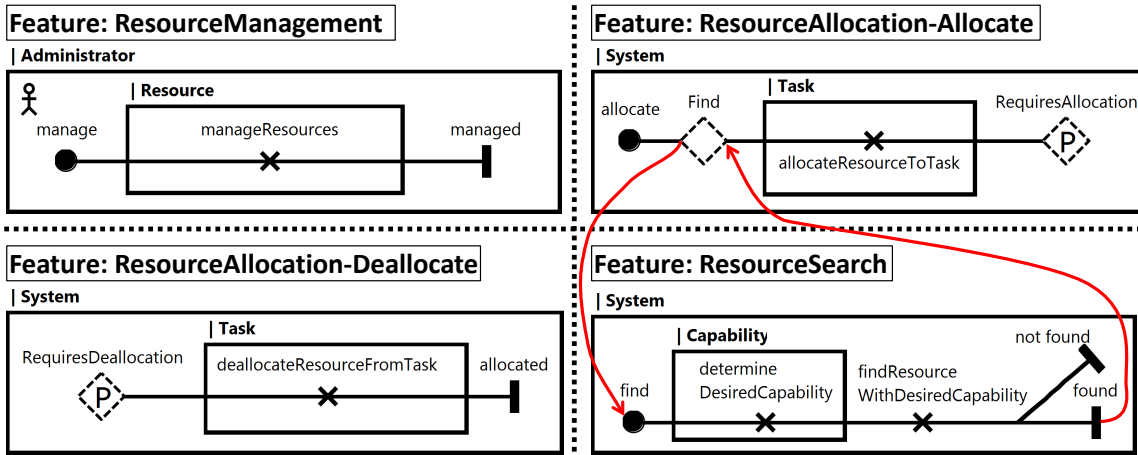 Feature: ResourceManagement
| Administrator
| Resource
manage
manageResources
managed
Feature: ResourceAllocation-Allocate
| System
| Task
allocate
Find
RequiresAllocation
P
allocateResourceToTask
Feature: ResourceAllocation-Deallocate
| System
| Task
RequiresDeallocation
deallocateResourceFromTask
allocated
P
Feature: ResourceSearch
| System
| Capability
not found
find
determine
DesiredCapability
findResource
WithDesiredCapability
found